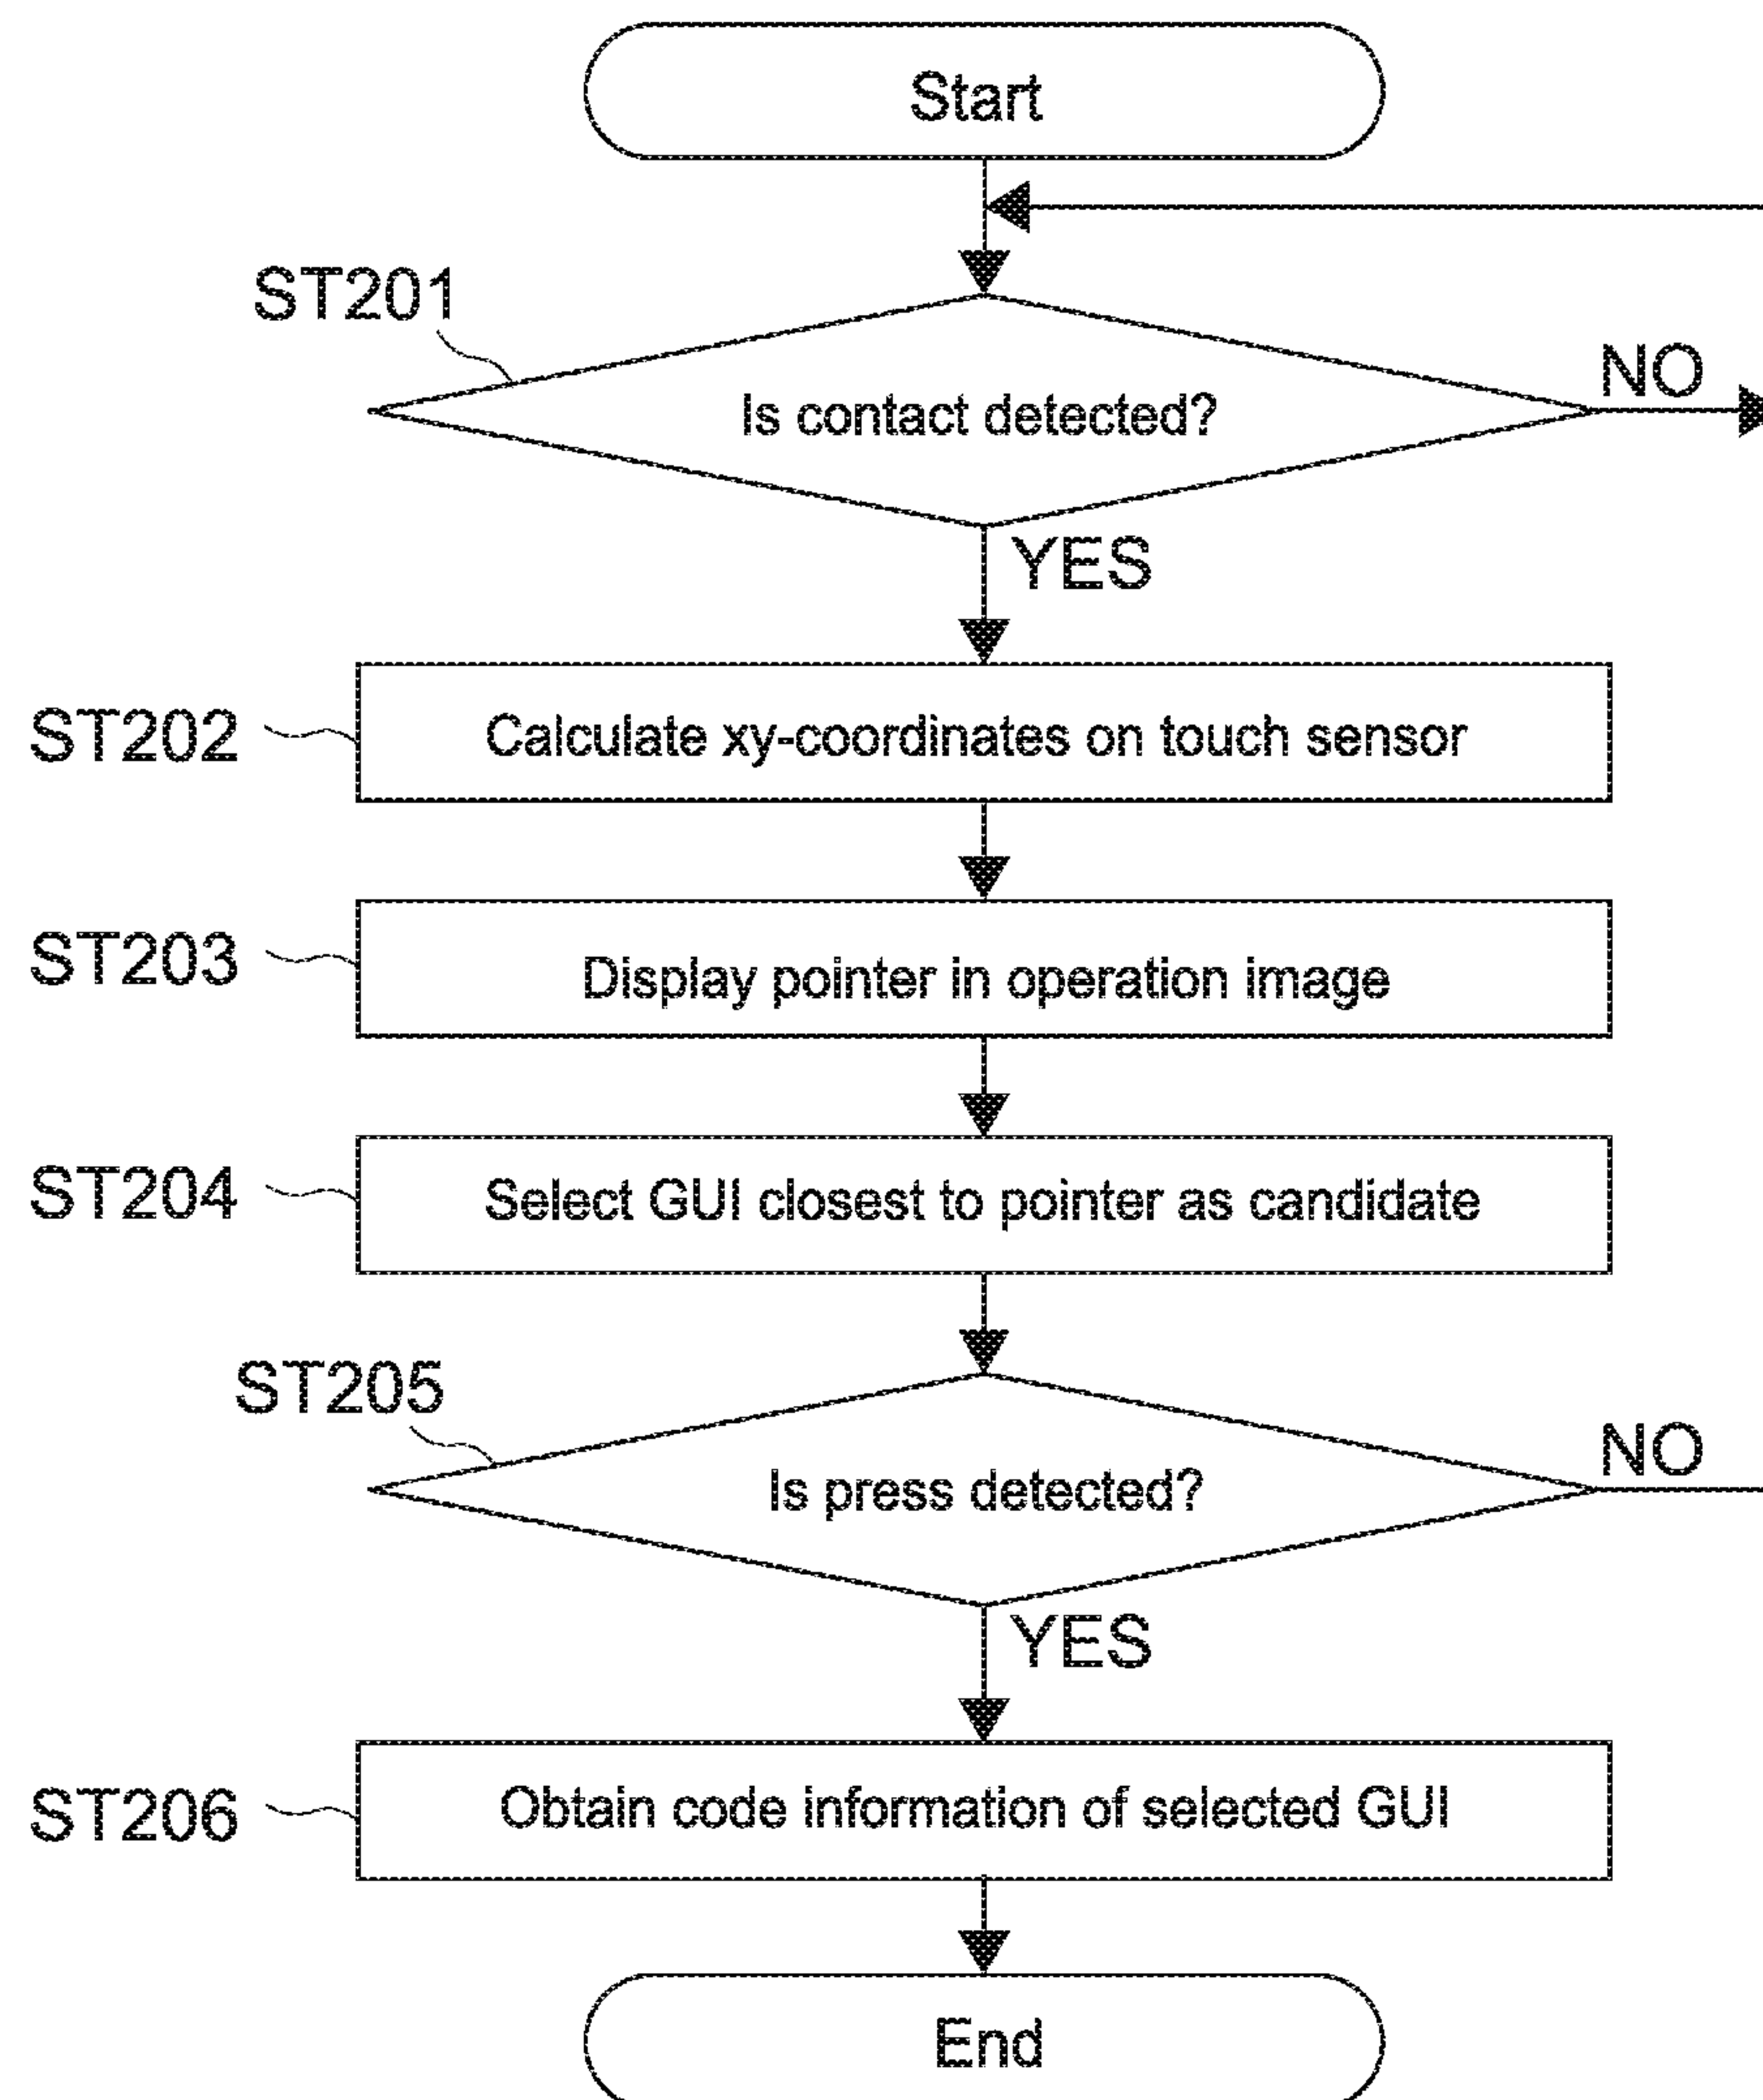 Start
ST201
Is contact detected?
NO
YES
ST202
Calculate xy-coordinates on touch sensor
ST203
Display pointer in operation image
ST204
Select GUI closest to pointer as candidate
ST205
Is press detected?
NO
YES
ST206
Obtain code information of selected GUI
End